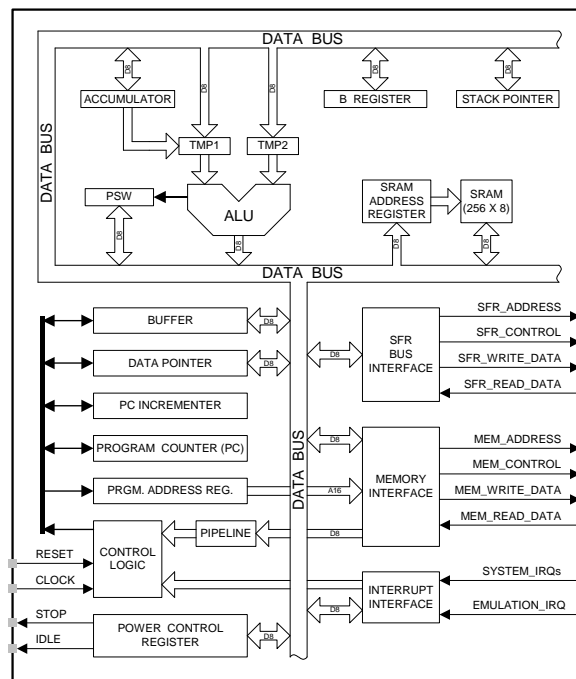 DATA BUS
D8
D8
D8
D8
D8
ACCUMULATOR
B REGISTER
STACK POINTER
DATA BUS
TMP1
TMP2
PSW
ALU
SRAM
ADDRESS
REGISTER
SRAM
(256 X 8)
D8
D8
D8
D8
DATA BUS
BUFFER
D8
DATA POINTER
D8
PC INCREMENTER
PROGRAM COUNTER (PC)
PRGM. ADDRESS REG.
A16
DATA BUS
D8
SFR
BUS
INTERFACE
SFR_ADDRESS
SFR_CONTROL
SFR_WRITE_DATA
SFR_READ_DATA
D8
MEMORY
INTERFACE
MEM_ADDRESS
MEM_CONTROL
MEM_WRITE_DATA
MEM_READ_DATA
RESET
CLOCK
CONTROL
LOGIC
PIPELINE
D8
INTERRUPT
INTERFACE
D8
SYSTEM_IRQs
EMULATION_IRQ
STOP
IDLE
POWER CONTROL
REGISTER
D8